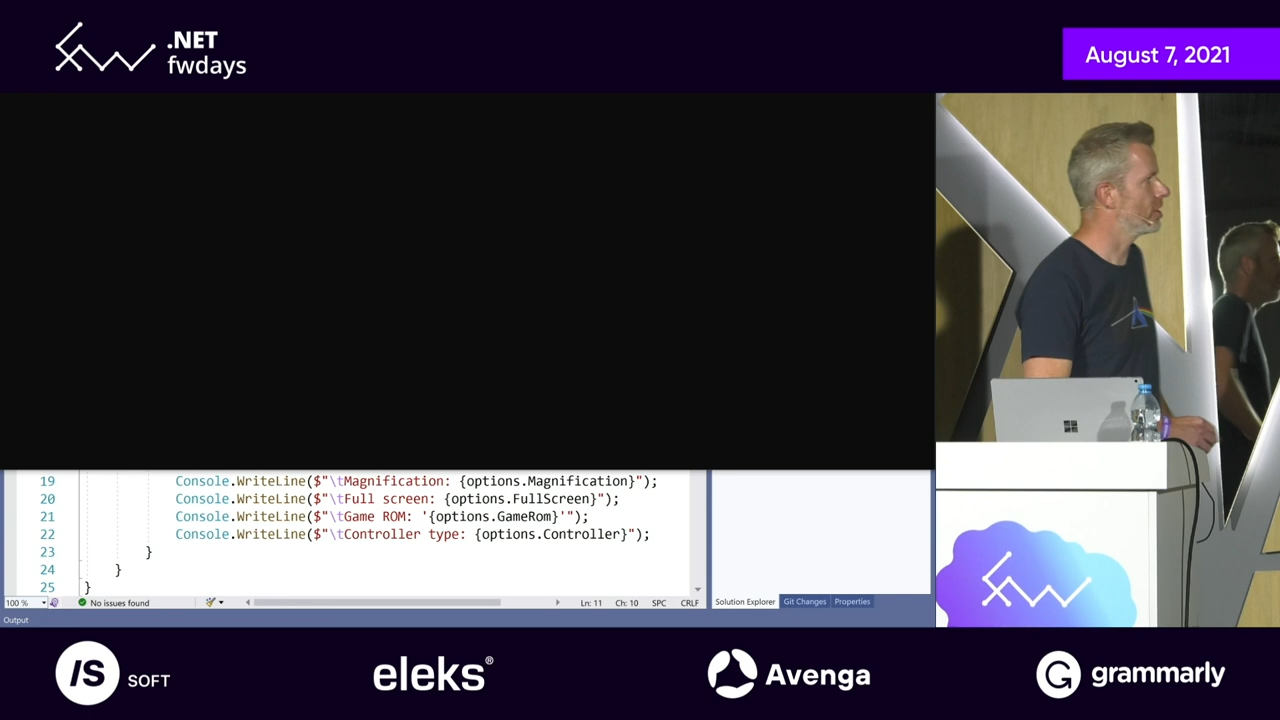 .NET
fwdays
August 7, 2021
19 Console.WriteLine($"\tMagnification: {options.Magnification}");
20 Console.WriteLine($"\tFull screen: {options.FullScreen}");
21 Console.WriteLine($"\tGame ROM: '{options.GameRom}'");
22 Console.WriteLine($"\tController type: {options.Controller}");
23 }
24 }
25 }
100 % No issues found Ln: 11 Ch: 10 SPC CRLF
Solution Explorer Git Changes Properties
Output
IS SOFT
eleks®
Avenga
grammarly